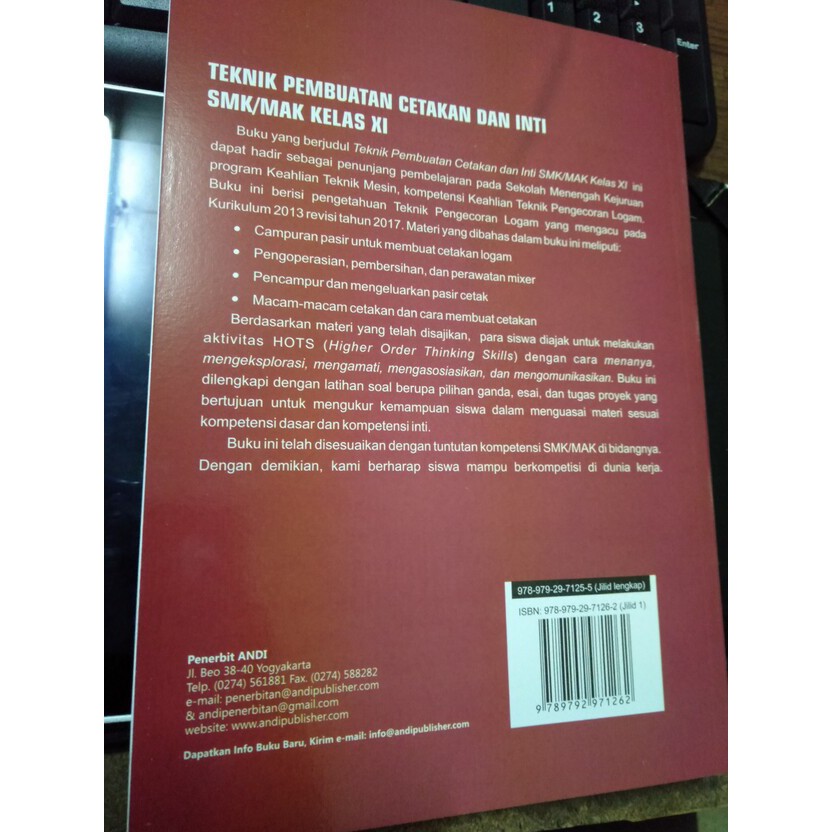 1
2
3
Enter
TEKNIK PEMBUATAN CETAKAN DAN INTI
SMK/MAK KELAS XI
Buku yang berjudul Teknik Pembuatan Cetakan dan Inti SMK/MAK Kelas XI ini
dapat hadir sebagai penunjang pembelajaran pada Sekolah Menengah Kejuruan
program Keahlian Teknik Mesin, kompetensi Keahlian Teknik Pengecoran Logam.
Buku ini berisi pengetahuan Teknik Pengecoran Logam yang mengacu pada
Kurikulum 2013 revisi tahun 2017. Materi yang dibahas dalam buku ini meliputi:
• Campuran pasir untuk membuat cetakan logam
• Pengoperasian, pembersihan, dan perawatan mixer
• Pencampur dan mengeluarkan pasir cetak
• Macam-macam cetakan dan cara membuat cetakan
Berdasarkan materi yang telah disajikan, para siswa diajak untuk melakukan
aktivitas HOTS (Higher Order Thinking Skills) dengan cara menanya,
mengeksplorasi, mengamati, mengasosiasikan, dan mengomunikasikan. Buku ini
dilengkapi dengan latihan soal berupa pilihan ganda, esai, dan tugas proyek yang
bertujuan untuk mengukur kemampuan siswa dalam menguasai materi sesuai
kompetensi dasar dan kompetensi inti.
Buku ini telah disesuaikan dengan tuntutan kompetensi SMK/MAK di bidangnya.
Dengan demikian, kami berharap siswa mampu berkompetisi di dunia kerja.
978-979-29-7125-5 (Jilid lengkap)
ISBN: 978-979-29-7126-2 (Jilid 1)
9 789792 971262
Penerbit ANDI
Jl. Beo 38-40 Yogyakarta
Telp. (0274) 561881 Fax. (0274) 588282
e-mail: penerbitan@andipublisher.com
& andipenerbitan@gmail.com
website: www.andipublisher.com
Dapatkan Info Buku Baru, Kirim e-mail: info@andipublisher.com